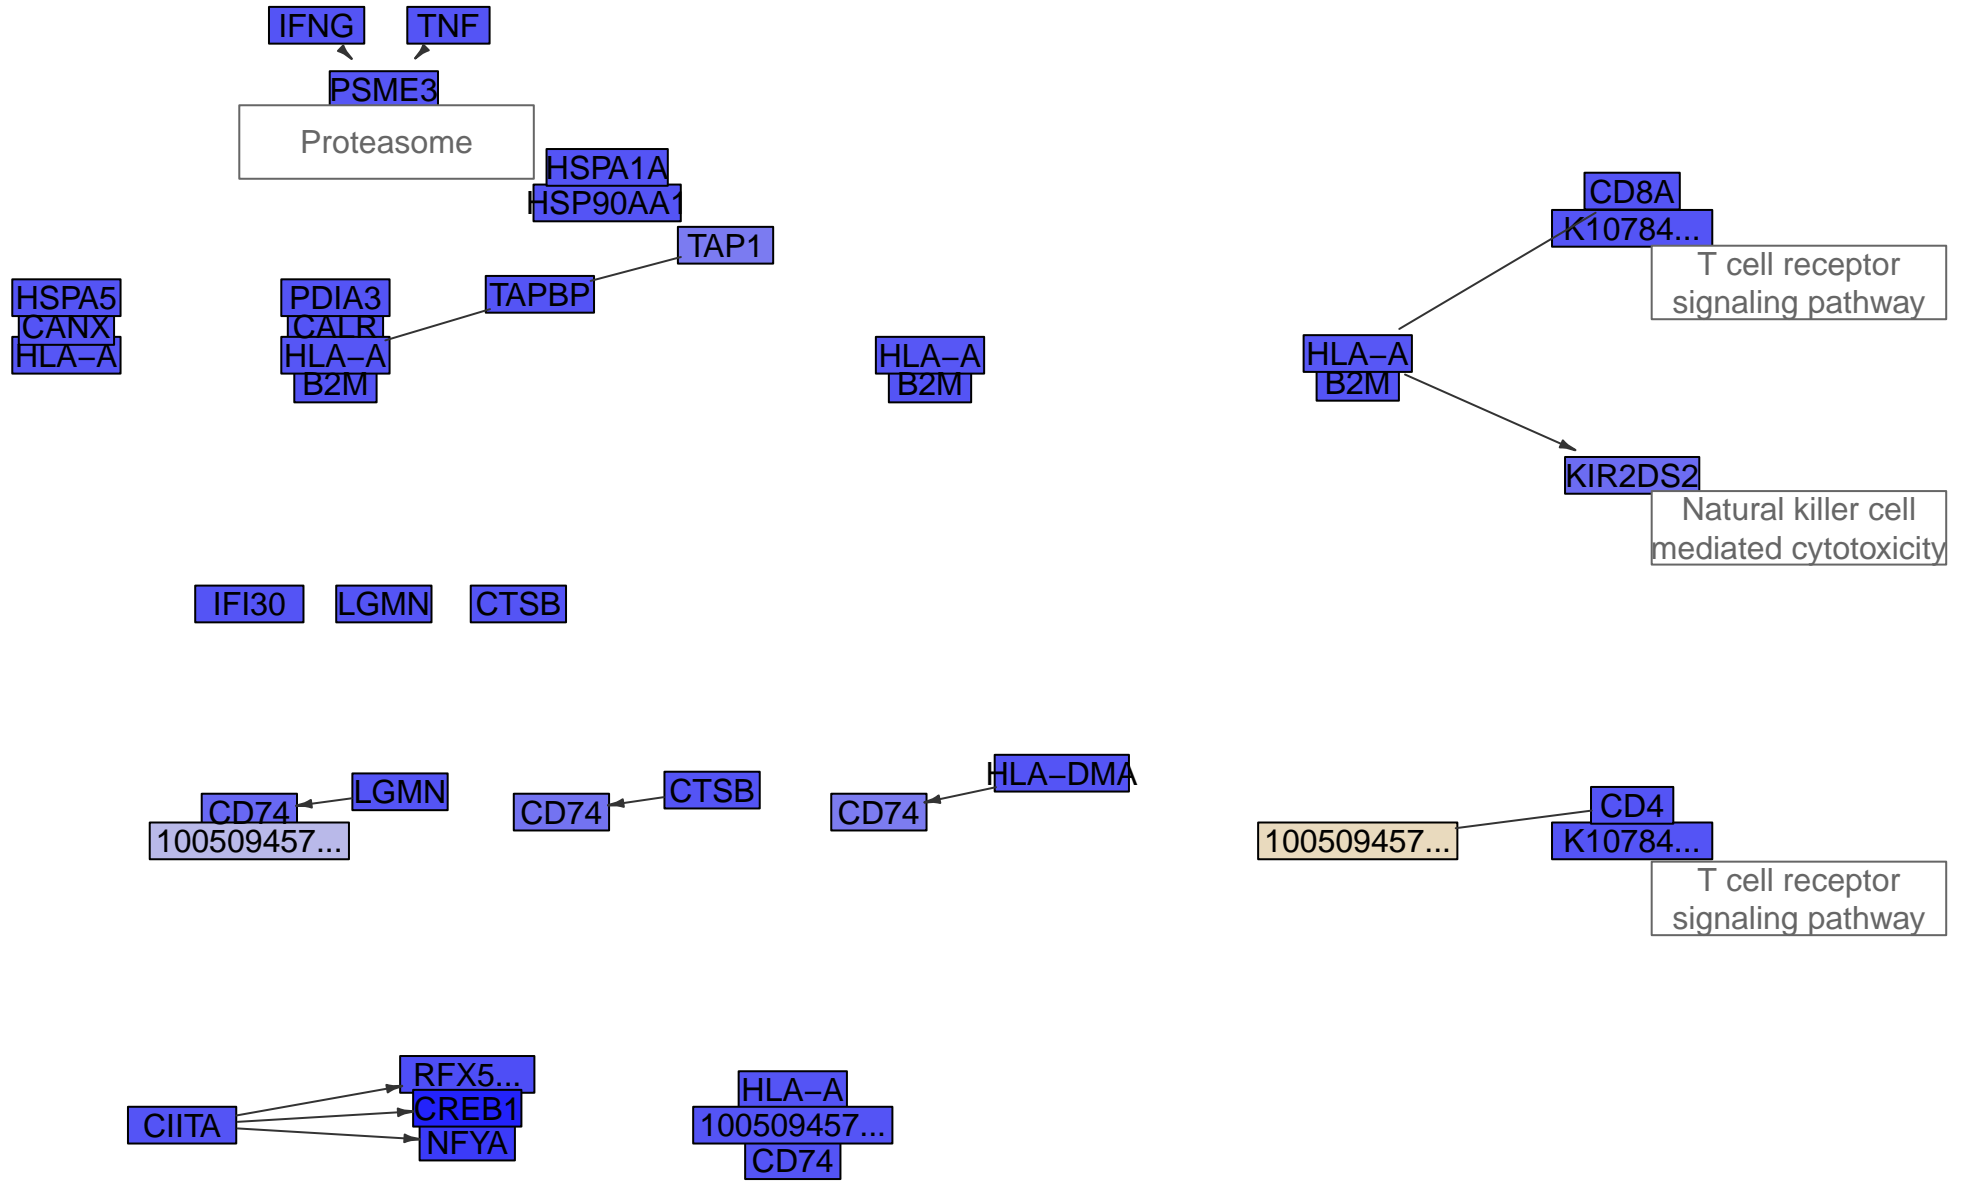 IFNG
TNF
PSME3
Proteasome
HSPA1A
HSP90AA1
TAP1
TAPBP
HSPA5
CANX
HLA−A
PDIA3
CALR
HLA−A
B2M
HLA−A
B2M
CD8A
K10784...
T cell receptor
signaling pathway
HLA−A
B2M
KIR2DS2
Natural killer cell
mediated cytotoxicity
IFI30
LGMN
CTSB
CD74
100509457...
LGMN
CD74
CTSB
CD74
HLA−DMA
100509457...
CD4
K10784...
T cell receptor
signaling pathway
CIITA
RFX5...
CREB1
NFYA
HLA−A
100509457...
CD74